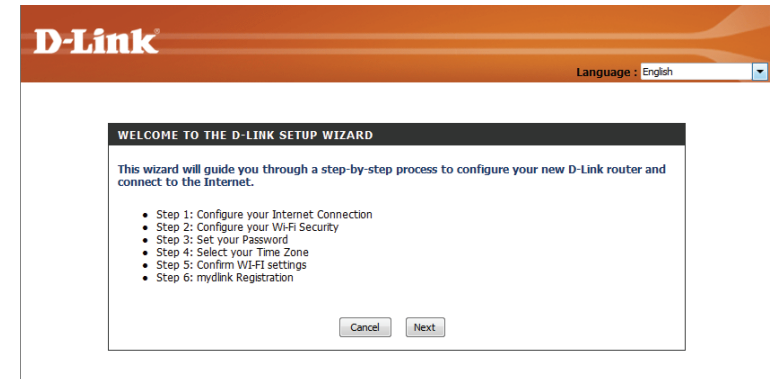 D-Link
Language : English
WELCOME TO THE D-LINK SETUP WIZARD
This wizard will guide you through a step-by-step process to configure your new D-Link router and
connect to the Internet.
• Step 1: Configure your Internet Connection
• Step 2: Configure your Wi-Fi Security
• Step 3: Set your Password
• Step 4: Select your Time Zone
• Step 5: Confirm WI-FI settings
• Step 6: mydlink Registration
Cancel Next